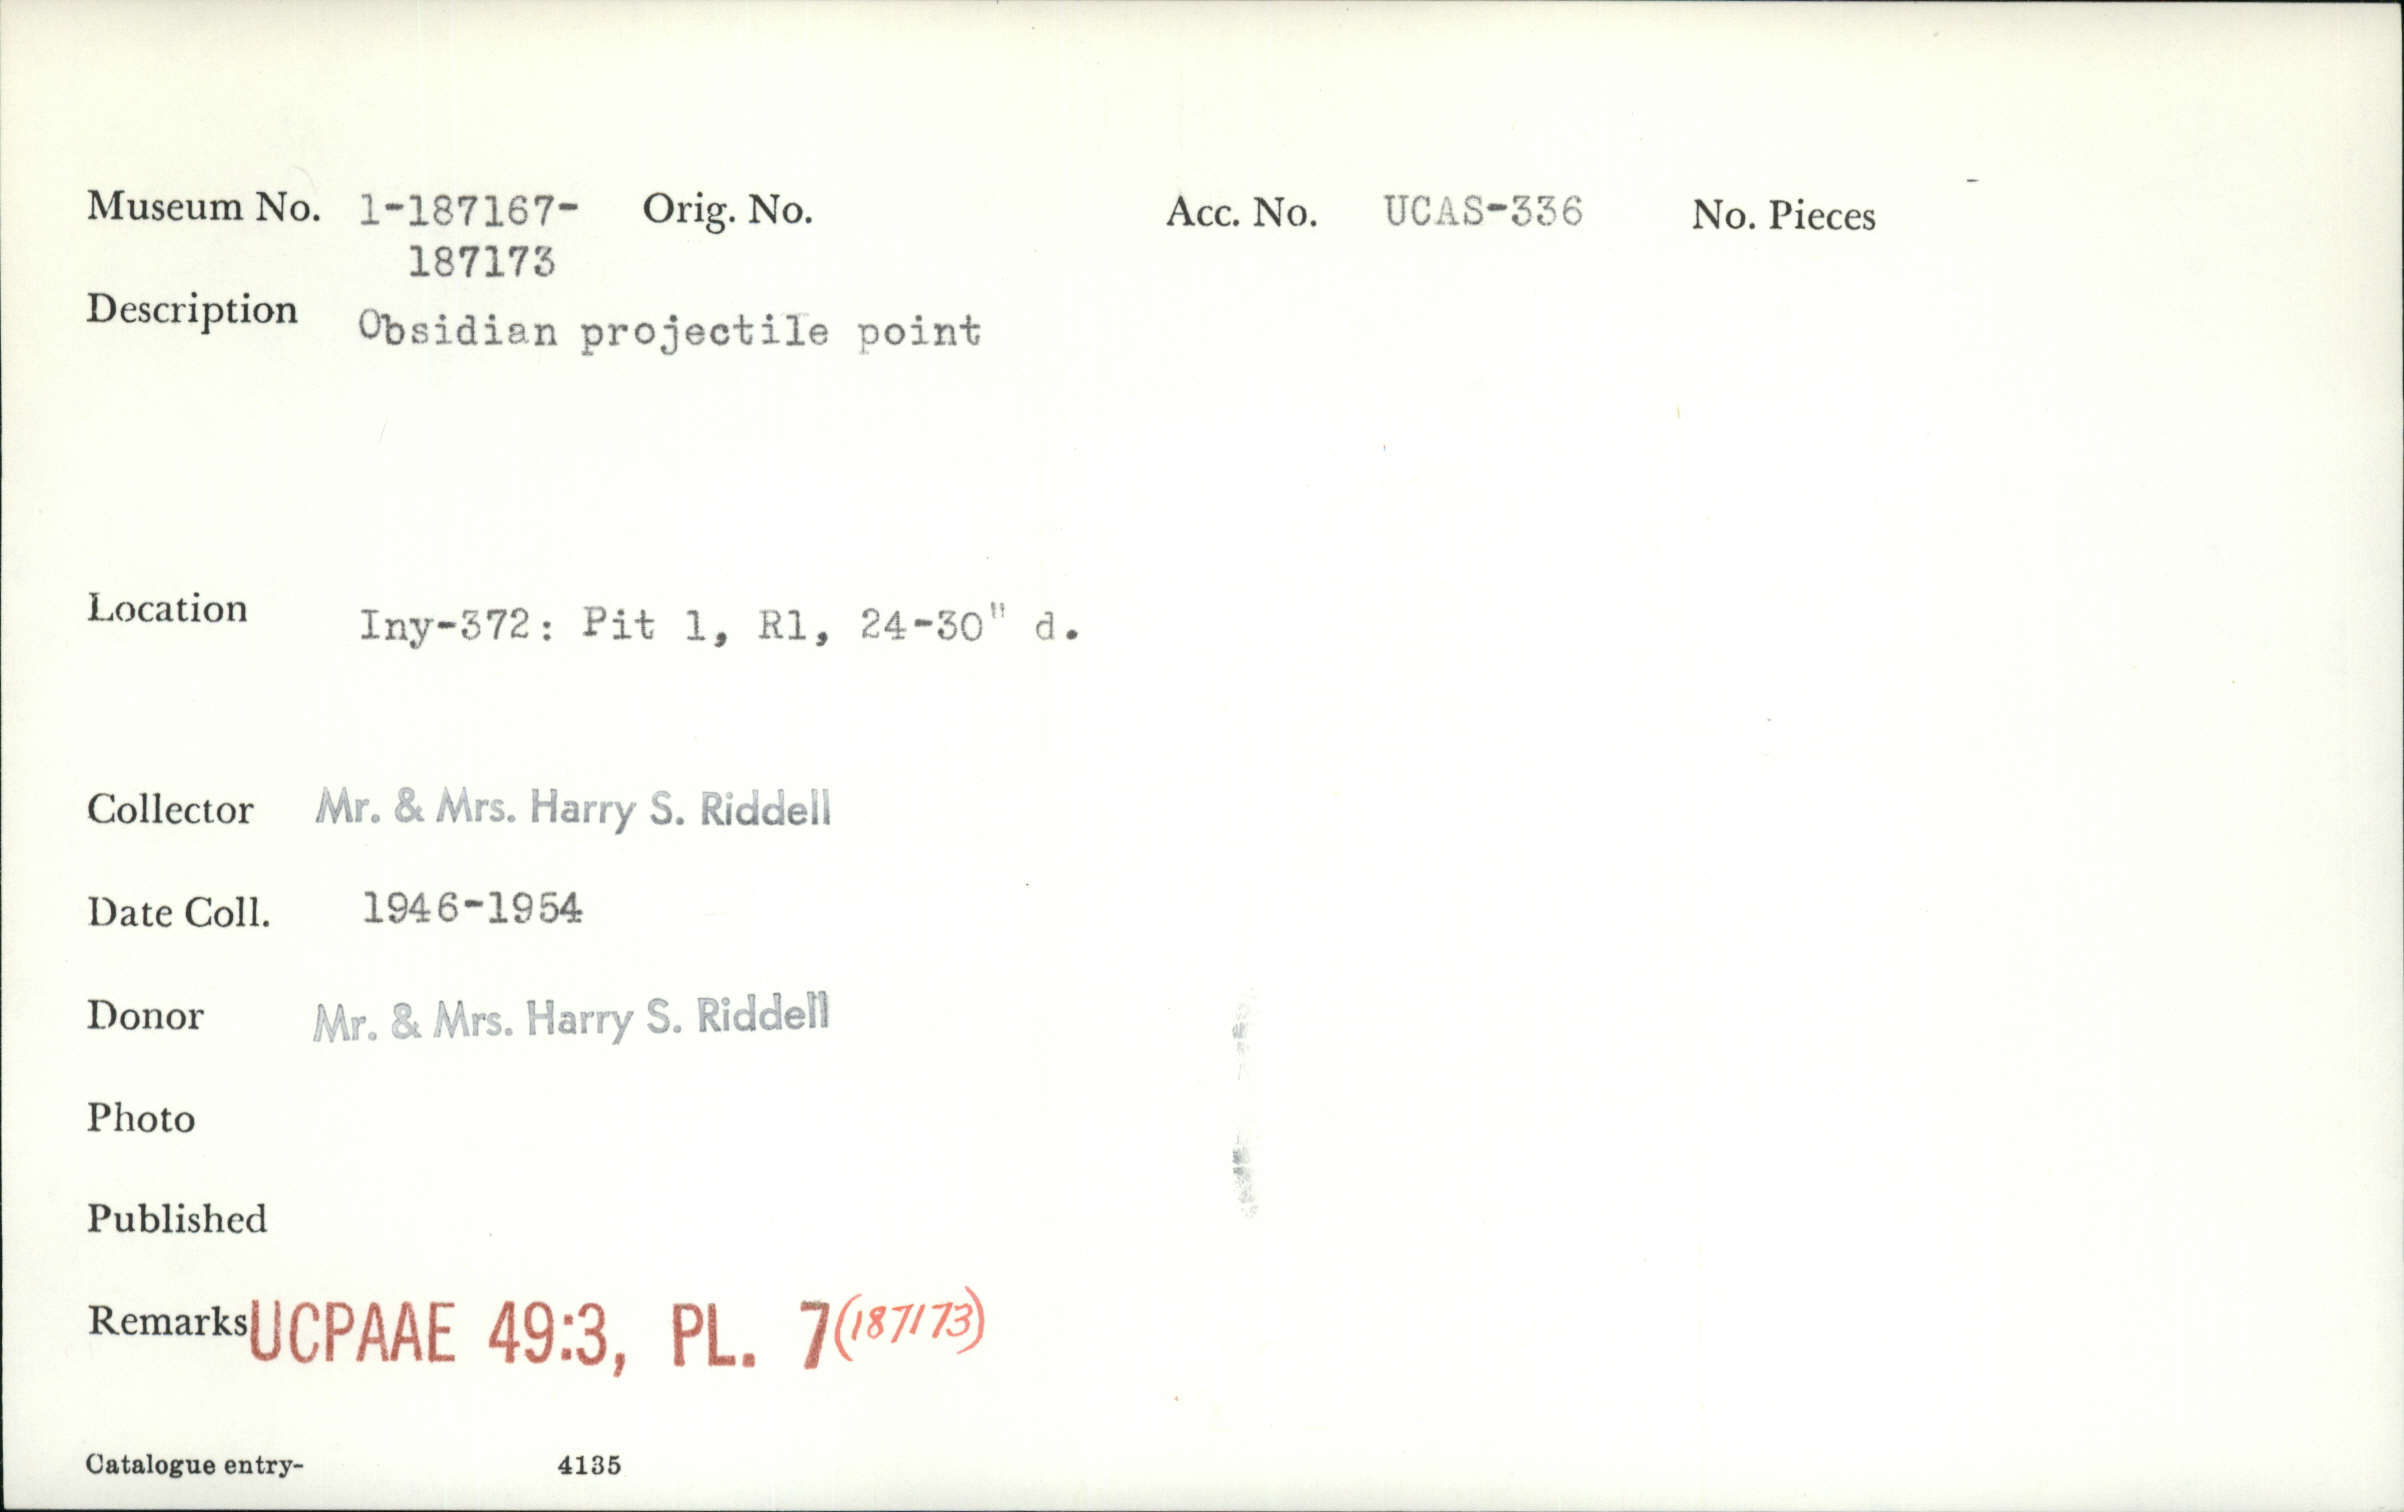 Museum No. 1-187167- Orig. No. Acc. No. UCAS-336 No. Pieces
187173
Description Obsidian projectile point
Location Iny-372: Pit 1, R1, 24-30" d.
Collector Mr. & Mrs. Harry S. Riddell
Date Coll. 1946-1954
Donor Mr. & Mrs. Harry S. Riddell
Photo
Published
Remarks UCPAAE 49:3, PL. 7 (187173)
Catalogue entry- 4135